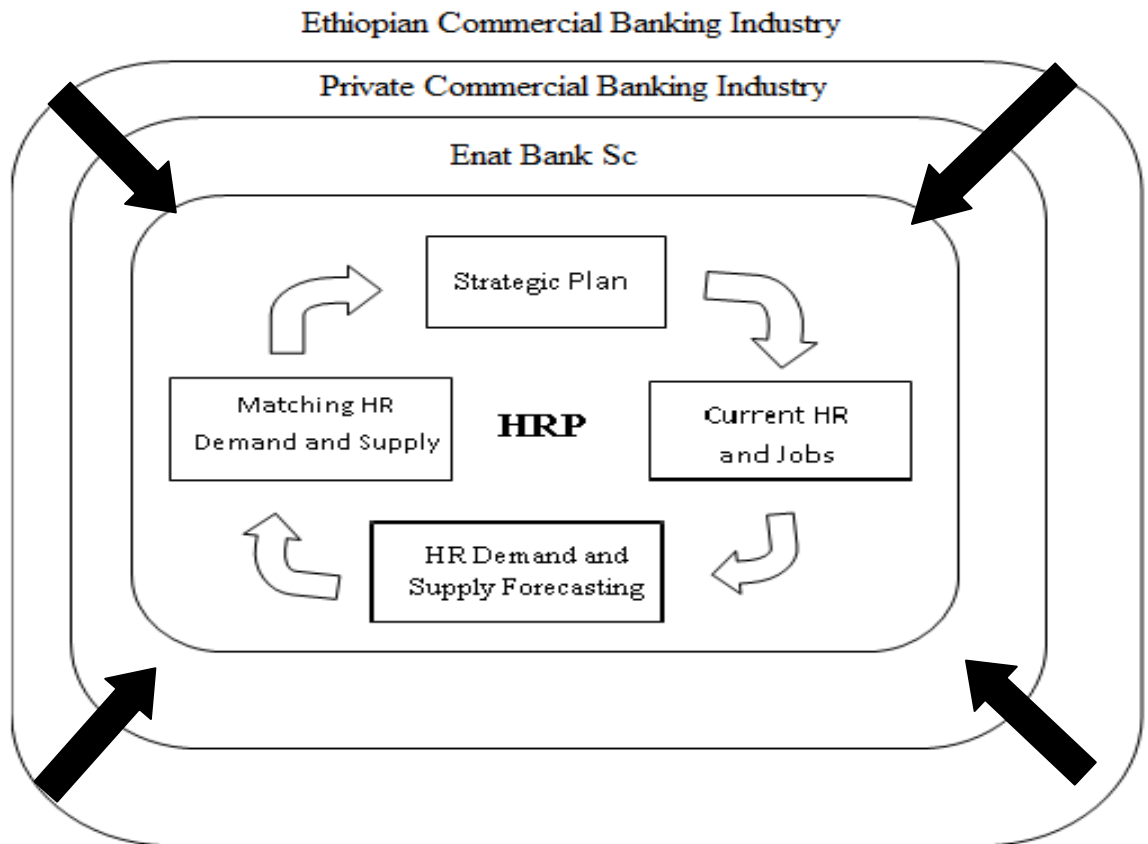 Ethiopian Commercial Banking Industry
Private Commercial Banking Industry
Enat Bank Sc
Strategic Plan
Matching HR
Demand and Supply
HRP
Current HR
and Jobs
HR Demand and
Supply Forecasting